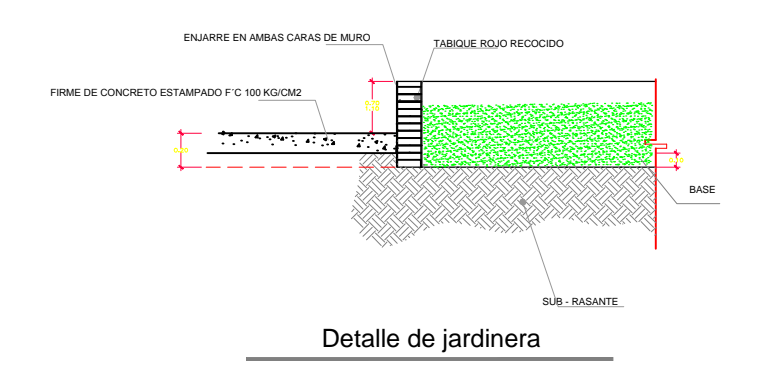 ENJARRE EN AMBAS CARAS DE MURO
TABIQUE ROJO RECOCIDO
FIRME DE CONCRETO ESTAMPADO F´C 100 KG/CM2
BASE
SUB - RASANTE
Detalle de jardinera